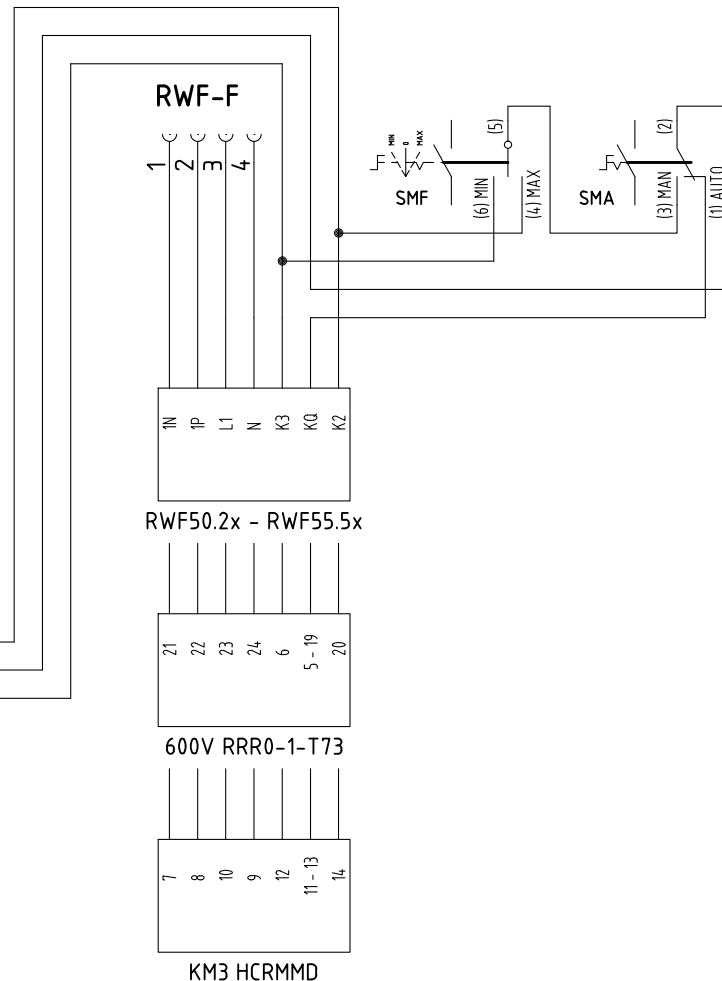 RWF-F
1
2
3
4
MIN
0
MAX
SMF
(5)
(6) MIN
(4) MAX
SMA
(2)
(3) MAN
(1) AUTO
1N
1P
L1
N
K3
KQ
K2
RWF50.2x - RWF55.5x
21
22
23
24
6
5 - 19
20
600V RRR0-1-T73
7
8
10
9
12
11 - 13
14
KM3 HCRMMD